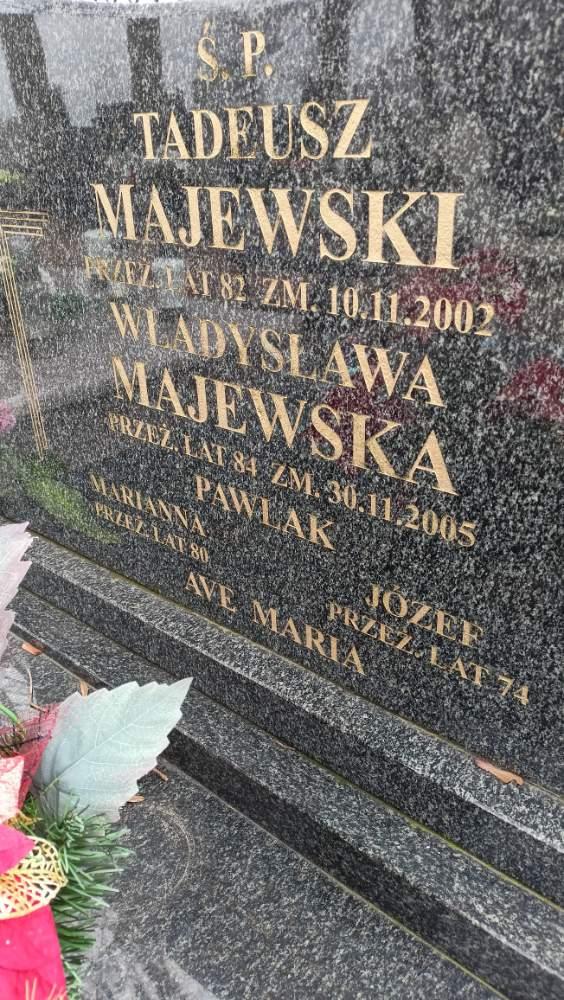 Ś. P.
TADEUSZ
MAJEWSKI
PRZEŻ. LAT 82 ZM. 10.11.2002
WŁADYSŁAWA
MAJEWSKA
PRZEŻ. LAT 84 ZM. 30.11.2005
PAWLAK
MARIANNA
PRZEŻ. LAT 80
JÓZEF
PRZEŻ. LAT 74
AVE MARIA